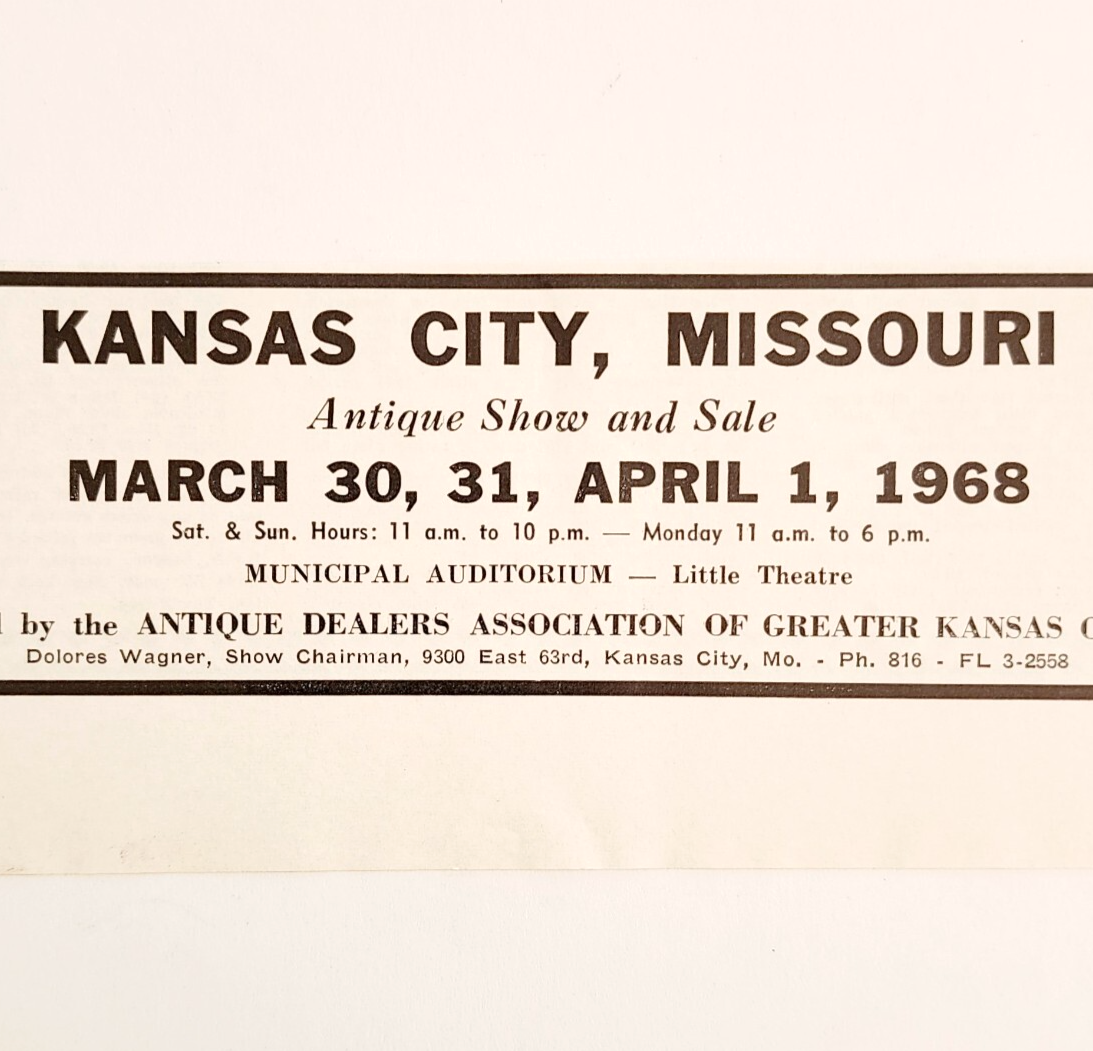 KANSAS CITY, MISSOURI
Antique Show and Sale
MARCH 30, 31, APRIL 1, 1968
Sat. & Sun. Hours: 11 a.m. to 10 p.m. — Monday 11 a.m. to 6 p.m.
MUNICIPAL AUDITORIUM — Little Theatre
by the ANTIQUE DEALERS ASSOCIATION OF GREATER KANSAS
Dolores Wagner, Show Chairman, 9300 East 63rd, Kansas City, Mo. - Ph. 816 - FL 3-2558